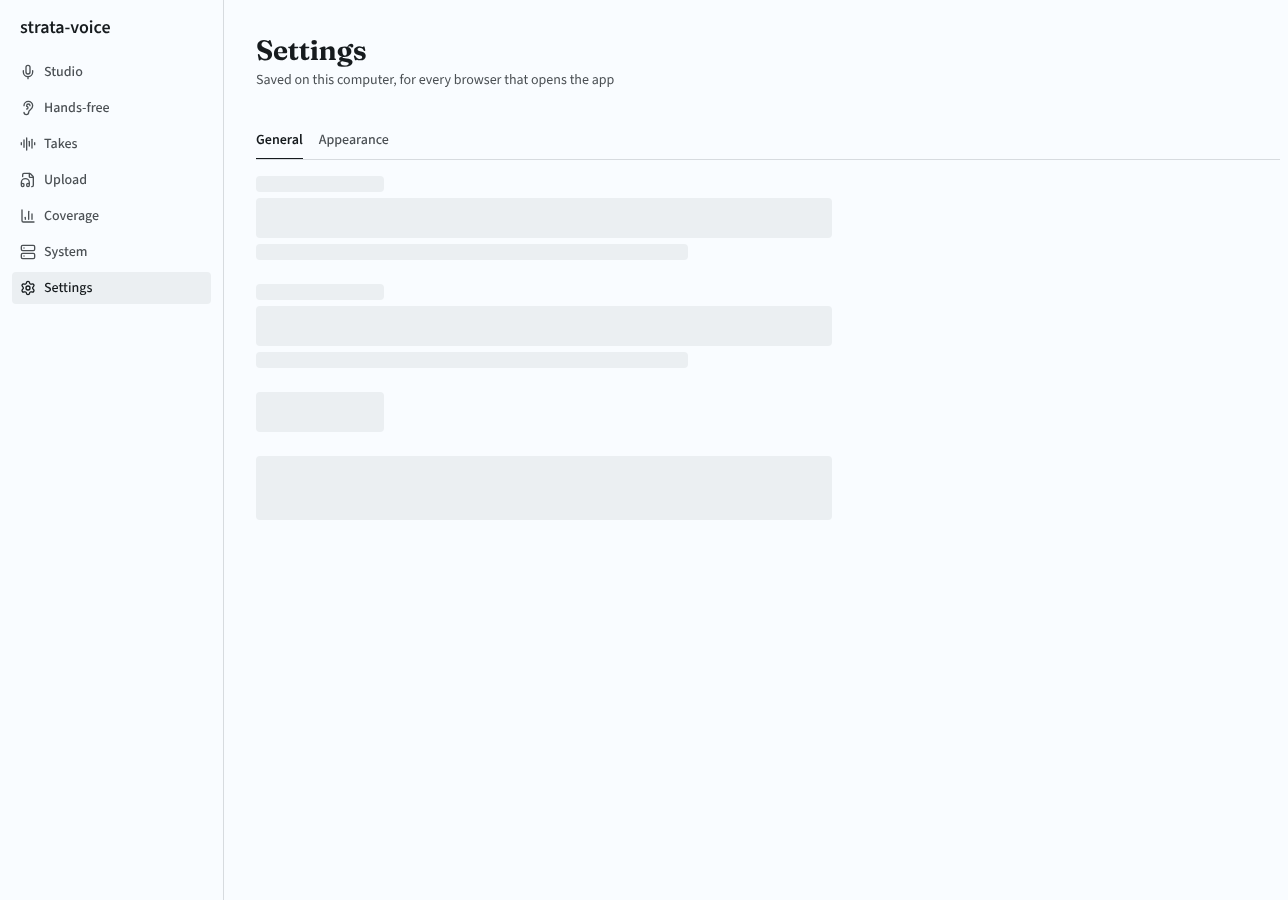 strata-voice
Studio
Hands-free
Takes
Upload
Coverage
System
Settings
Settings
Saved on this computer, for every browser that opens the app
General
Appearance